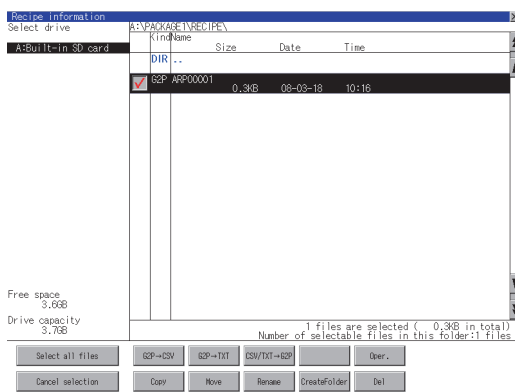 Recipe information
Select drive
A:\PACKAGE1\RECIPE\
Kind Name
Size Date Time
A:Built-in SD card
DIR ..
G2P ARP00001
0.3KB 08-03-18 10:16
Free space
3.6GB
Drive capacity
3.7GB
1 files are selected ( 0.3KB in total)
Number of selectable files in this folder:1 files
Select all files G2P→CSV G2P→TXT CSV/TXT→G2P Oper.
Cancel selection Copy Move Rename CreateFolder Del